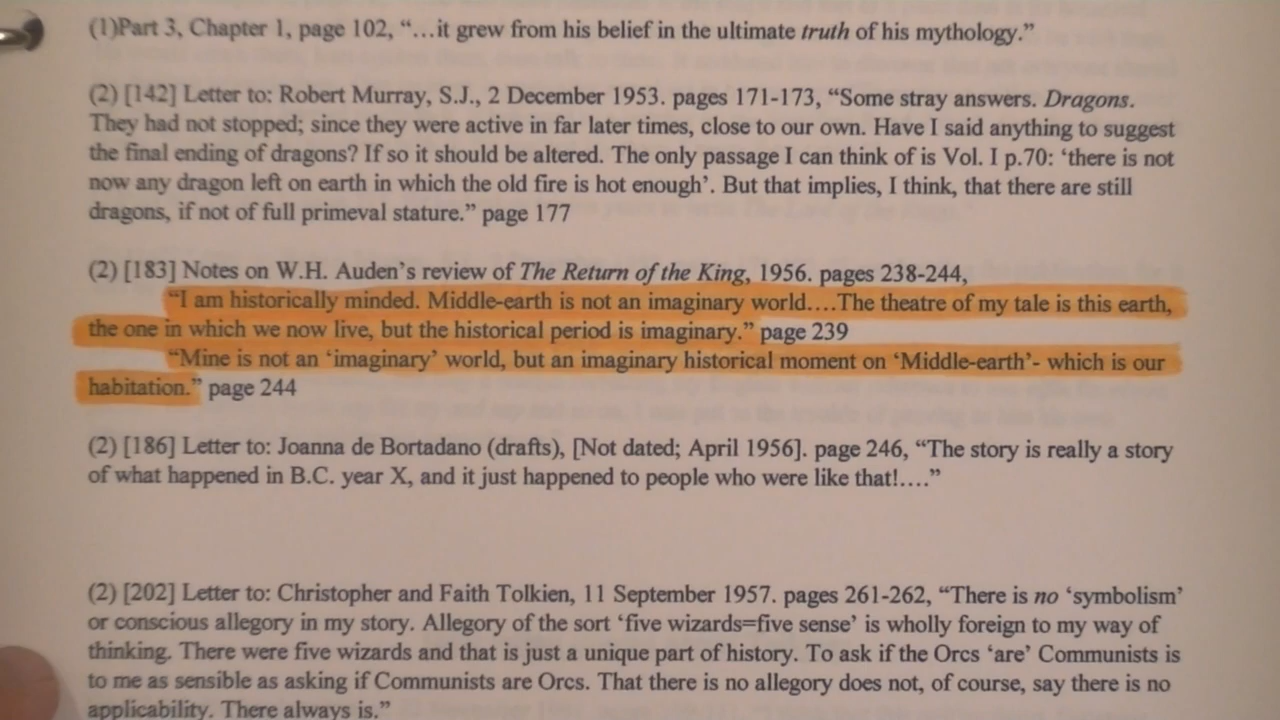 (1)Part 3, Chapter 1, page 102, “…it grew from his belief in the ultimate truth of his mythology.”
(2) [142] Letter to: Robert Murray, S.J., 2 December 1953. pages 171-173, “Some stray answers. Dragons.
They had not stopped; since they were active in far later times, close to our own. Have I said anything to suggest
the final ending of dragons? If so it should be altered. The only passage I can think of is Vol. I p.70: ‘there is not
now any dragon left on earth in which the old fire is hot enough’. But that implies, I think, that there are still
dragons, if not of full primeval stature.” page 177
(2) [183] Notes on W.H. Auden’s review of The Return of the King, 1956. pages 238-244,
“I am historically minded. Middle-earth is not an imaginary world….The theatre of my tale is this earth,
the one in which we now live, but the historical period is imaginary.” page 239
“Mine is not an ‘imaginary’ world, but an imaginary historical moment on ‘Middle-earth’- which is our
habitation.” page 244
(2) [186] Letter to: Joanna de Bortadano (drafts), [Not dated; April 1956]. page 246, “The story is really a story
of what happened in B.C. year X, and it just happened to people who were like that!….”
(2) [202] Letter to: Christopher and Faith Tolkien, 11 September 1957. pages 261-262, “There is no ‘symbolism’
or conscious allegory in my story. Allegory of the sort ‘five wizards=five sense’ is wholly foreign to my way of
thinking. There were five wizards and that is just a unique part of history. To ask if the Orcs ‘are’ Communists is
to me as sensible as asking if Communists are Orcs. That there is no allegory does not, of course, say there is no
applicability. There always is.”